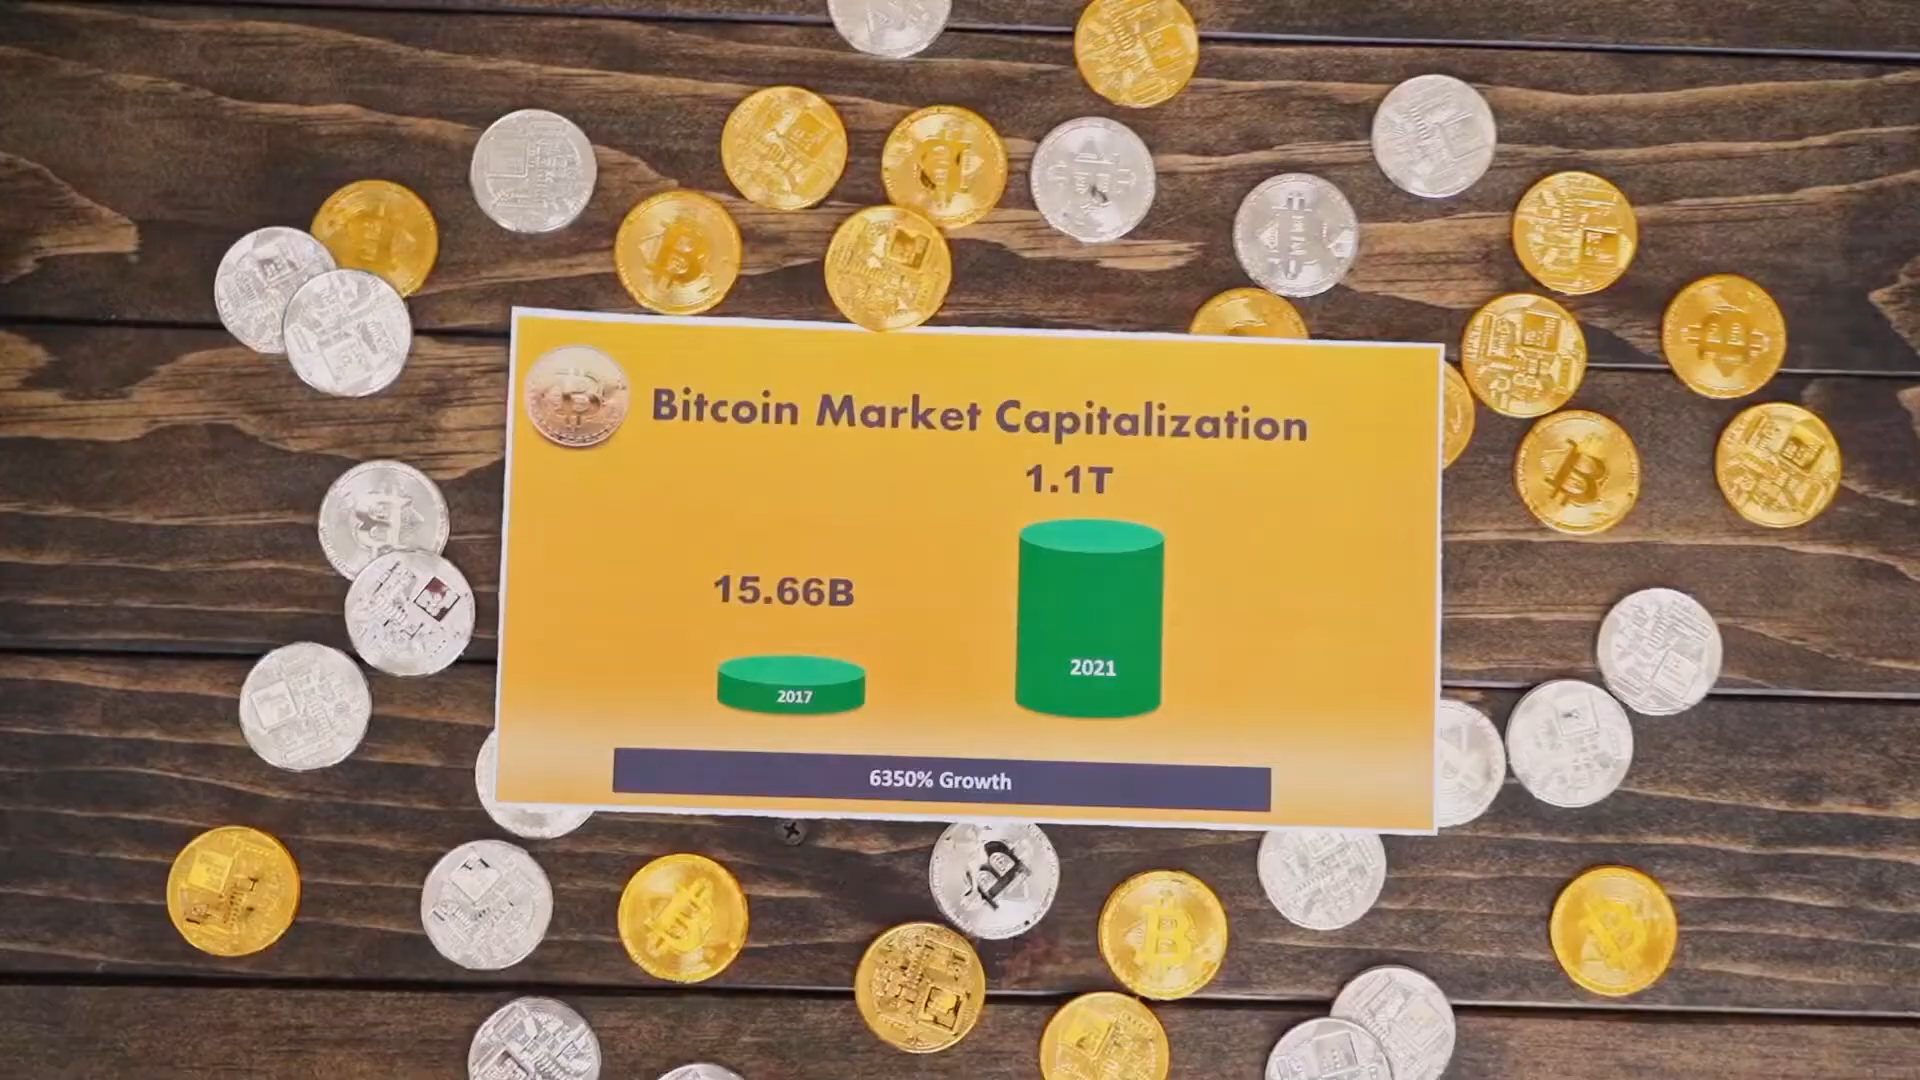 Bitcoin Market Capitalization
1.1T
15.66B
2021
2017
6350% Growth